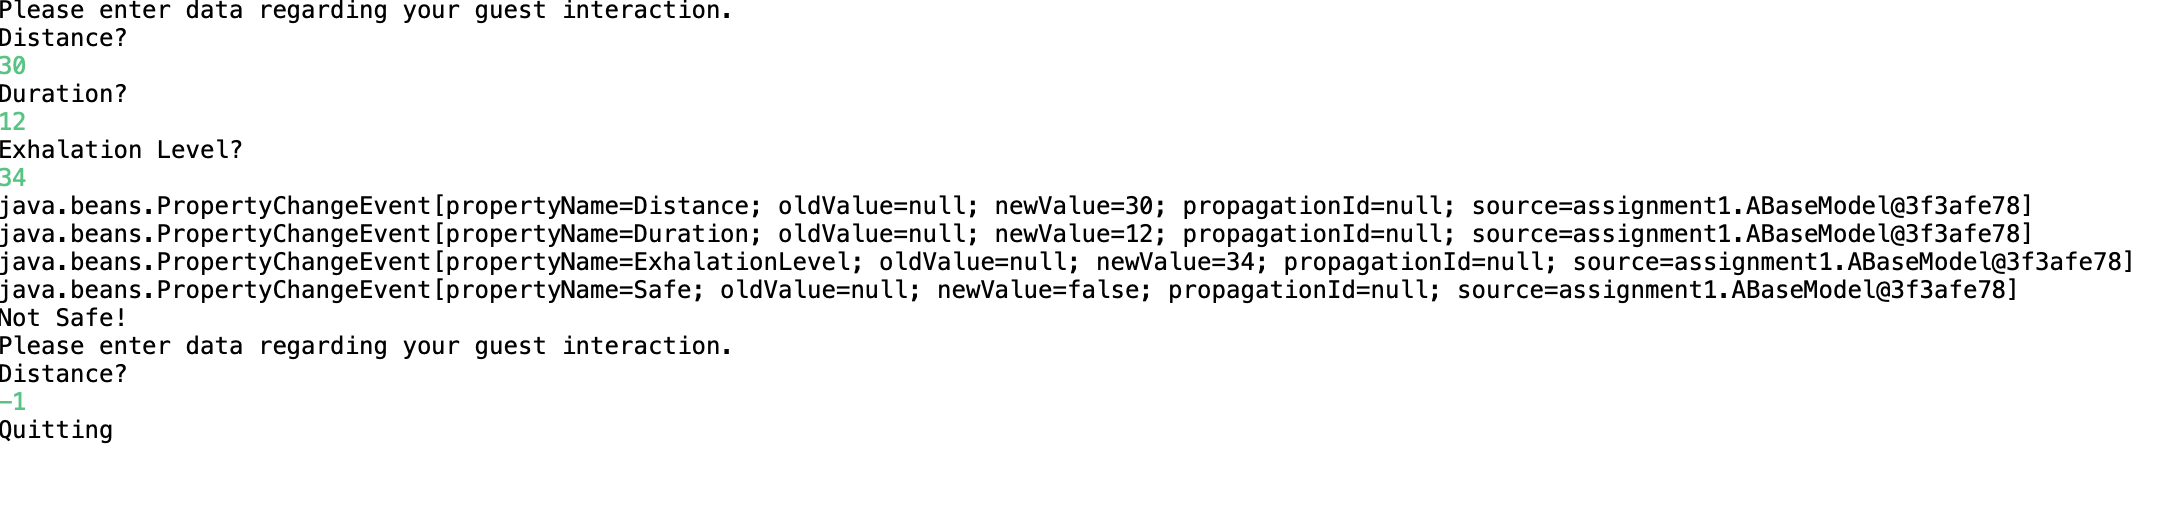 Please enter data regarding your guest interaction.
Distance?
30
Duration?
12
Exhalation Level?
34
java.beans.PropertyChangeEvent[propertyName=Distance; oldValue=null; newValue=30; propagationId=null; source=assignment1.ABaseModel@3f3afe78]
java.beans.PropertyChangeEvent[propertyName=Duration; oldValue=null; newValue=12; propagationId=null; source=assignment1.ABaseModel@3f3afe78]
java.beans.PropertyChangeEvent[propertyName=ExhalationLevel; oldValue=null; newValue=34; propagationId=null; source=assignment1.ABaseModel@3f3afe78]
java.beans.PropertyChangeEvent[propertyName=Safe; oldValue=null; newValue=false; propagationId=null; source=assignment1.ABaseModel@3f3afe78]
Not Safe!
Please enter data regarding your guest interaction.
Distance?
-1
Quitting